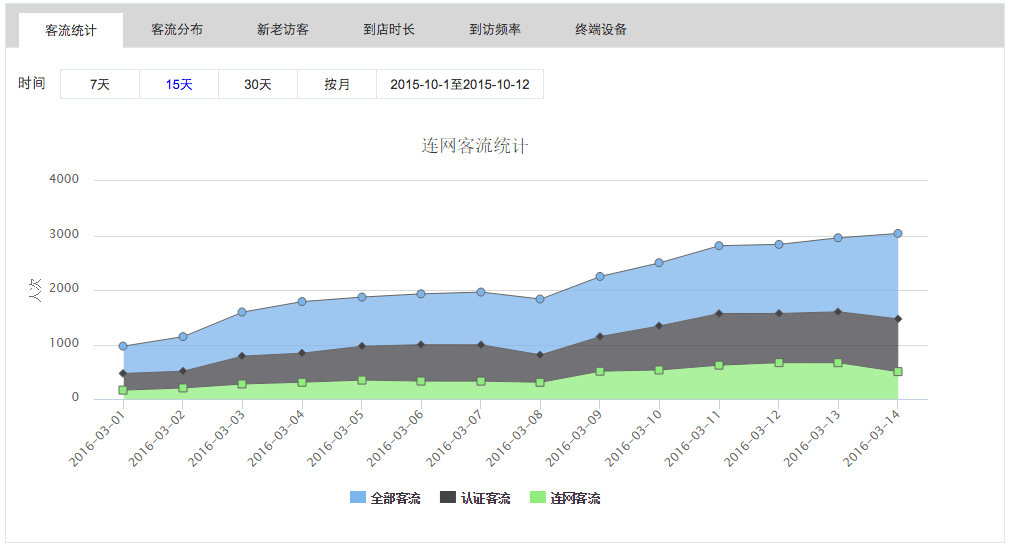 客流统计 客流分布 新老访客 到店时长 到访频率 终端设备
时间 7天 15天 30天 按月 2015-10-1至2015-10-12
连网客流统计
4000
3000
2000
1000
0
人次
2016-03-01 2016-03-02 2016-03-03 2016-03-04 2016-03-05 2016-03-06 2016-03-07 2016-03-08 2016-03-09 2016-03-10 2016-03-11 2016-03-12 2016-03-13 2016-03-14
全部客流 认证客流 连网客流